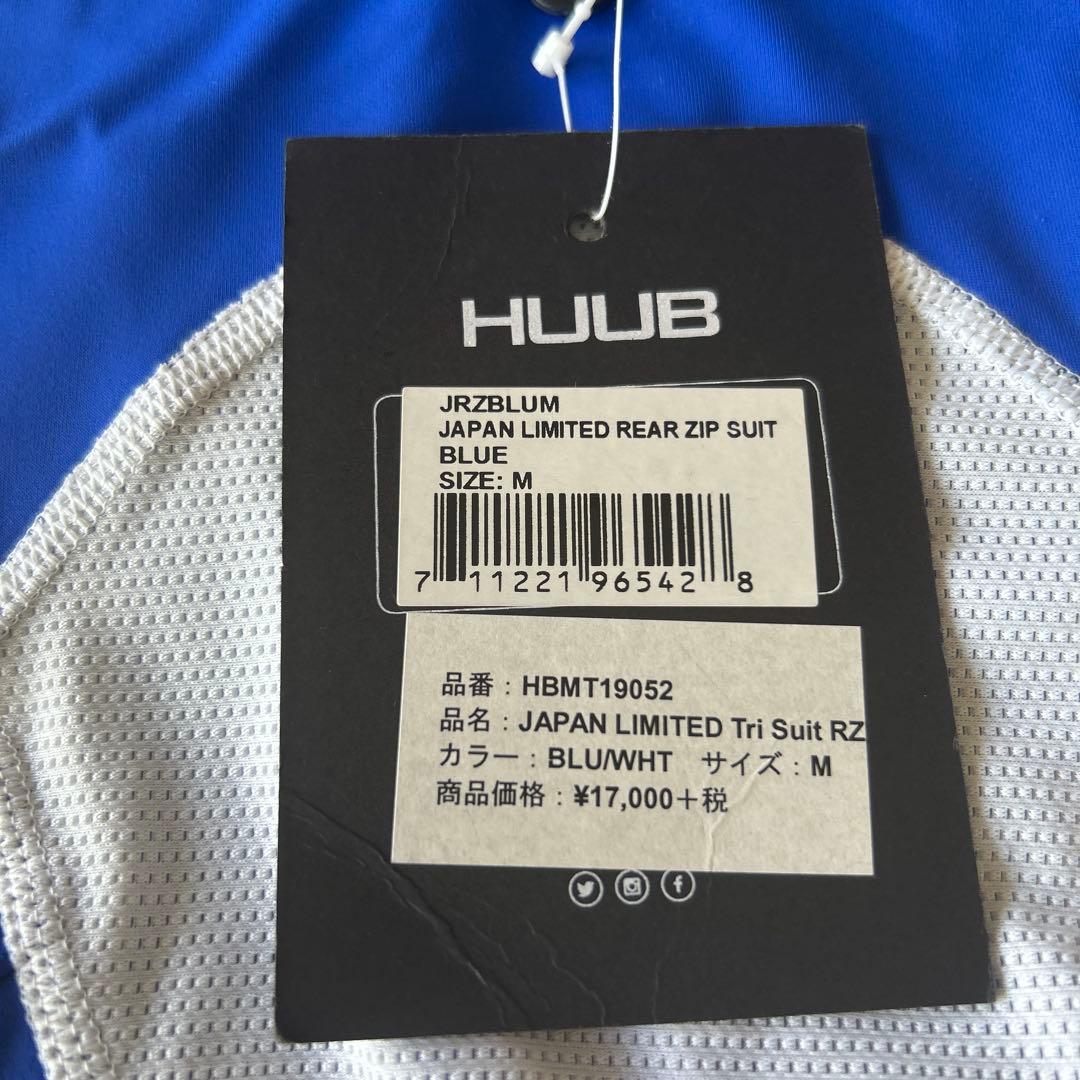 HUUB
JRZBLUM
JAPAN LIMITED REAR ZIP SUIT
BLUE
SIZE: M
7 11221 96542 8
品番：HBMT19052
品名：JAPAN LIMITED Tri Suit RZ
カラー：BLU/WHT　サイズ：M
商品価格：¥17,000＋税